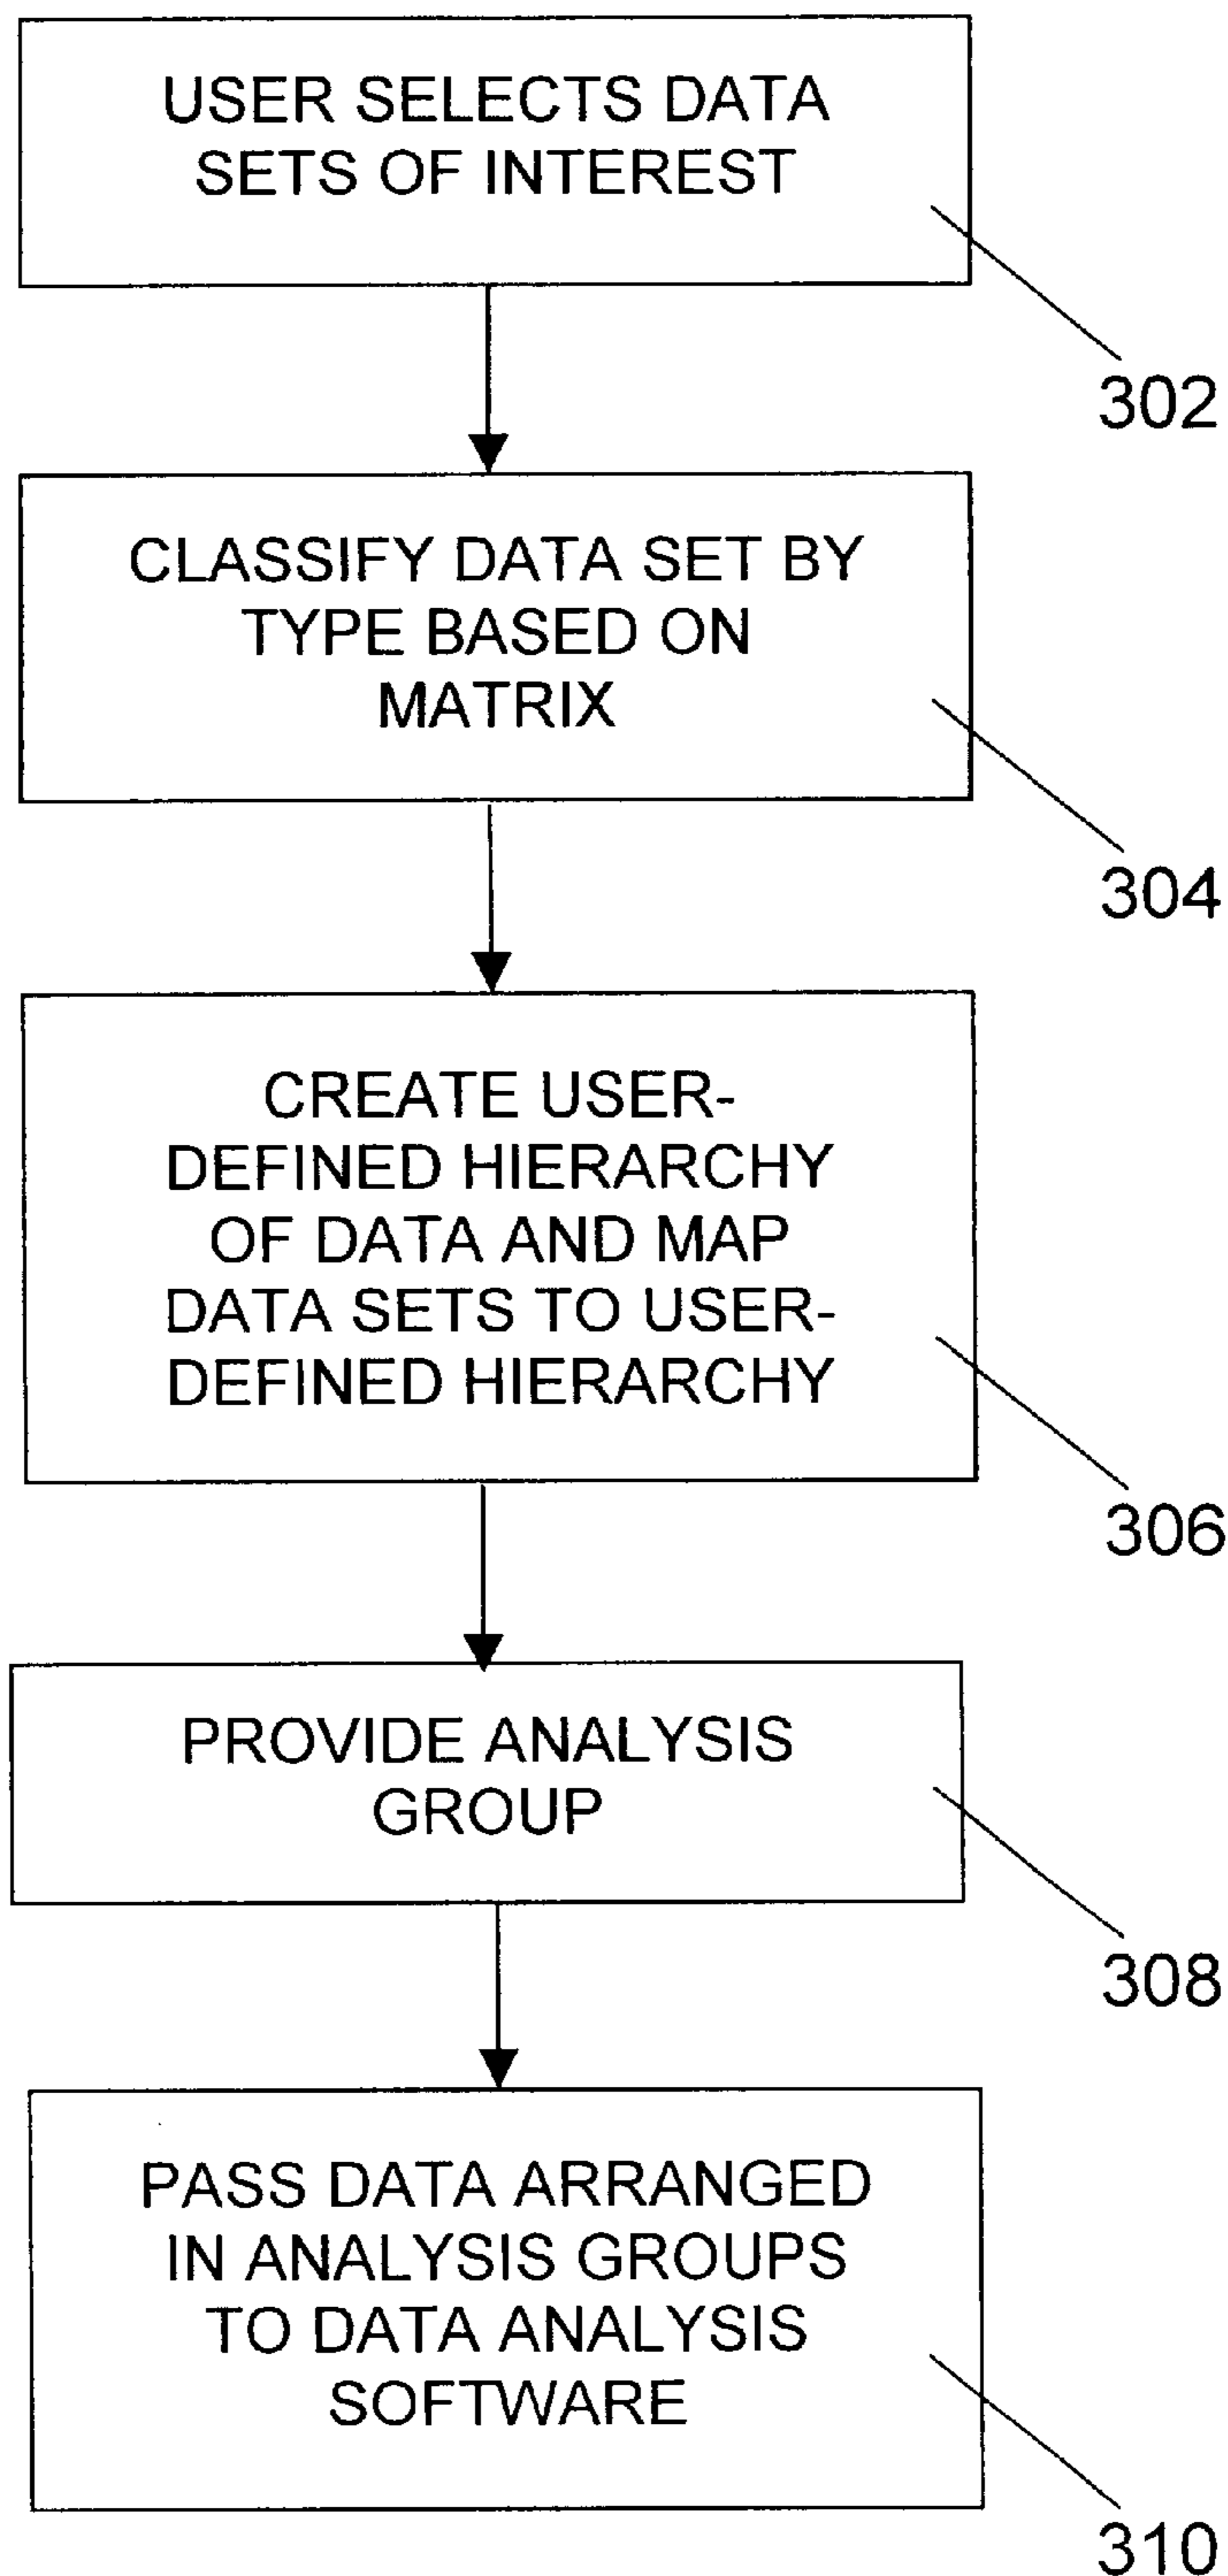 USER SELECTS DATA
SETS OF INTEREST
302
CLASSIFY DATA SET BY
TYPE BASED ON
MATRIX
304
CREATE USER-
DEFINED HIERARCHY
OF DATA AND MAP
DATA SETS TO USER-
DEFINED HIERARCHY
306
PROVIDE ANALYSIS
GROUP
308
PASS DATA ARRANGED
IN ANALYSIS GROUPS
TO DATA ANALYSIS
SOFTWARE
310